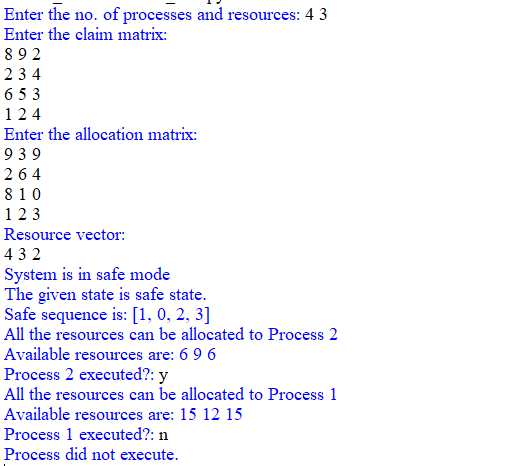 Enter the no. of processes and resources: 4 3
Enter the claim matrix:
8 9 2
2 3 4
6 5 3
1 2 4
Enter the allocation matrix:
9 3 9
2 6 4
8 1 0
1 2 3
Resource vector:
4 3 2
System is in safe mode
The given state is safe state.
Safe sequence is: [1, 0, 2, 3]
All the resources can be allocated to Process 2
Available resources are: 6 9 6
Process 2 executed?: y
All the resources can be allocated to Process 1
Available resources are: 15 12 15
Process 1 executed?: n
Process did not execute.